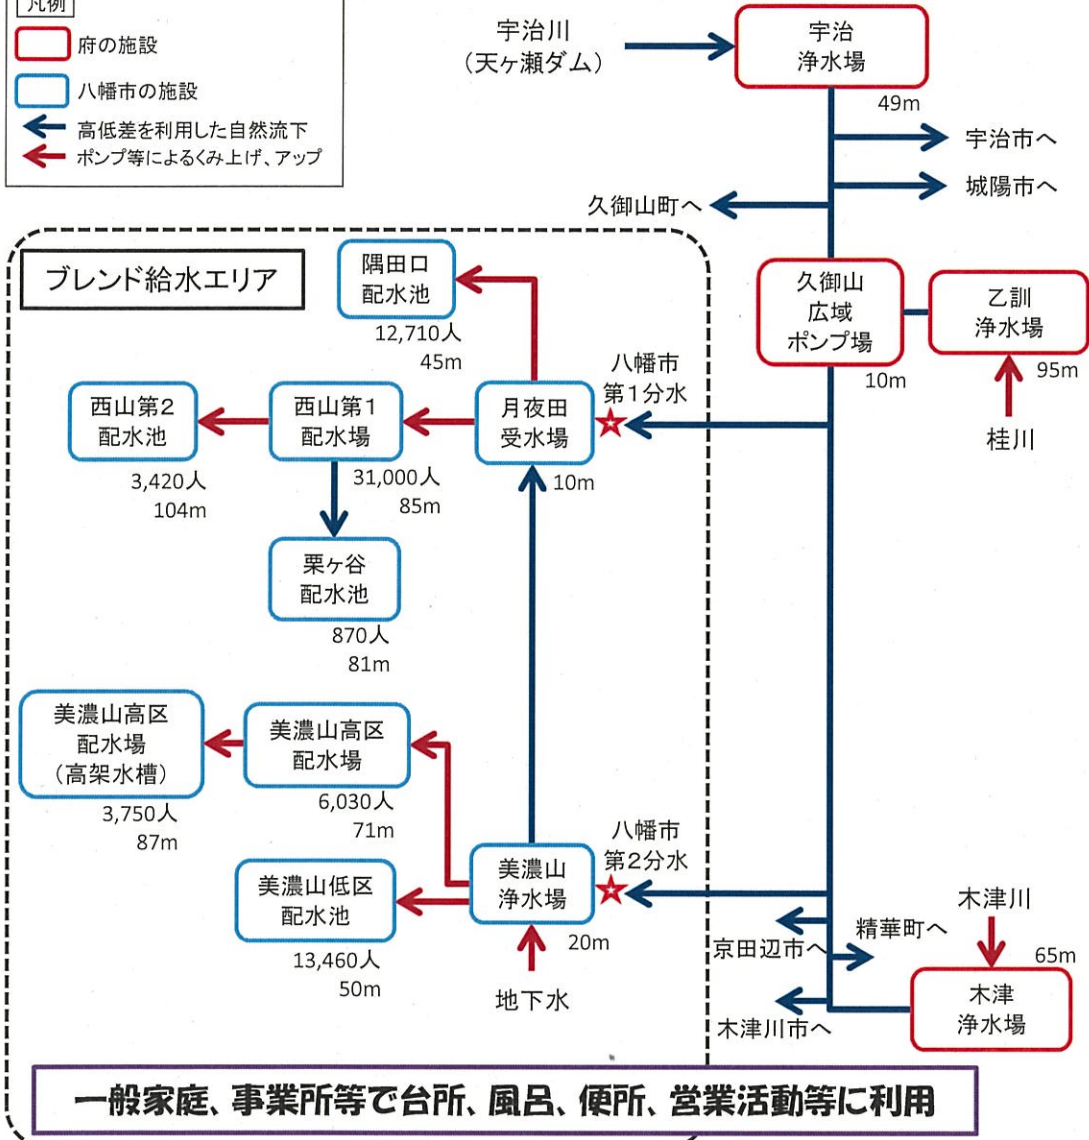 凡例
府の施設
八幡市の施設
高低差を利用した自然流下
ポンプ等によるくみ上げ、アップ
宇治川
(天ヶ瀬ダム)
宇治
浄水場
49m
宇治市へ
城陽市へ
久御山町へ
ブレンド給水エリア
隅田口
配水池
12,710人
45m
久御山
広域
ポンプ場
10m
乙訓
浄水場
95m
桂川
八幡市
第1分水
西山第2
配水池
3,420人
104m
西山第1
配水場
31,000人
85m
月夜田
受水場
10m
栗ヶ谷
配水池
870人
81m
美濃山高区
配水場
(高架水槽)
3,750人
87m
美濃山高区
配水場
6,030人
71m
八幡市
第2分水
美濃山低区
配水池
13,460人
50m
美濃山
浄水場
20m
地下水
京田辺市へ
精華町へ
木津川市へ
木津川
65m
木津
浄水場
一般家庭、事業所等で台所、風呂、便所、営業活動等に利用